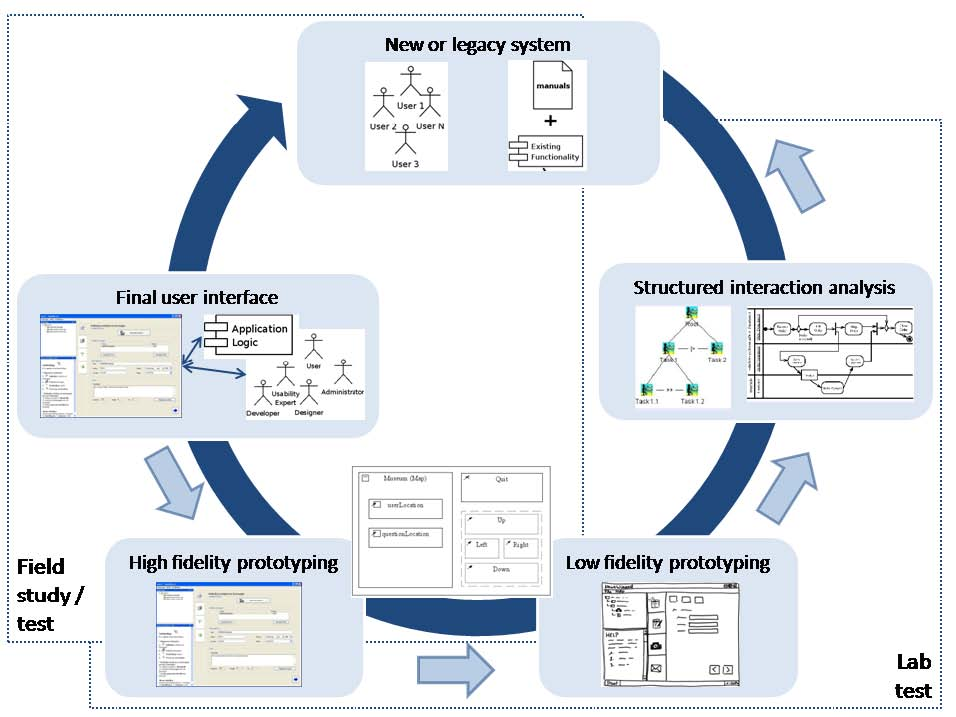 New or legacy system
User 1
User 2
User N
User 3
manuals
+
Existing
Functionality
Final user interface
Application
Logic
User
Usability
Expert
Administrator
Developer
Designer
Structured interaction analysis
Root
Task 1
|>
Task 2
>>
Task 1.1
Task 1.2
Museum (Map)
userLocation
questionLocation
Quit
Up
Left
Right
Down
High fidelity prototyping
Low fidelity prototyping
HELP
Field
study /
test
Lab
test